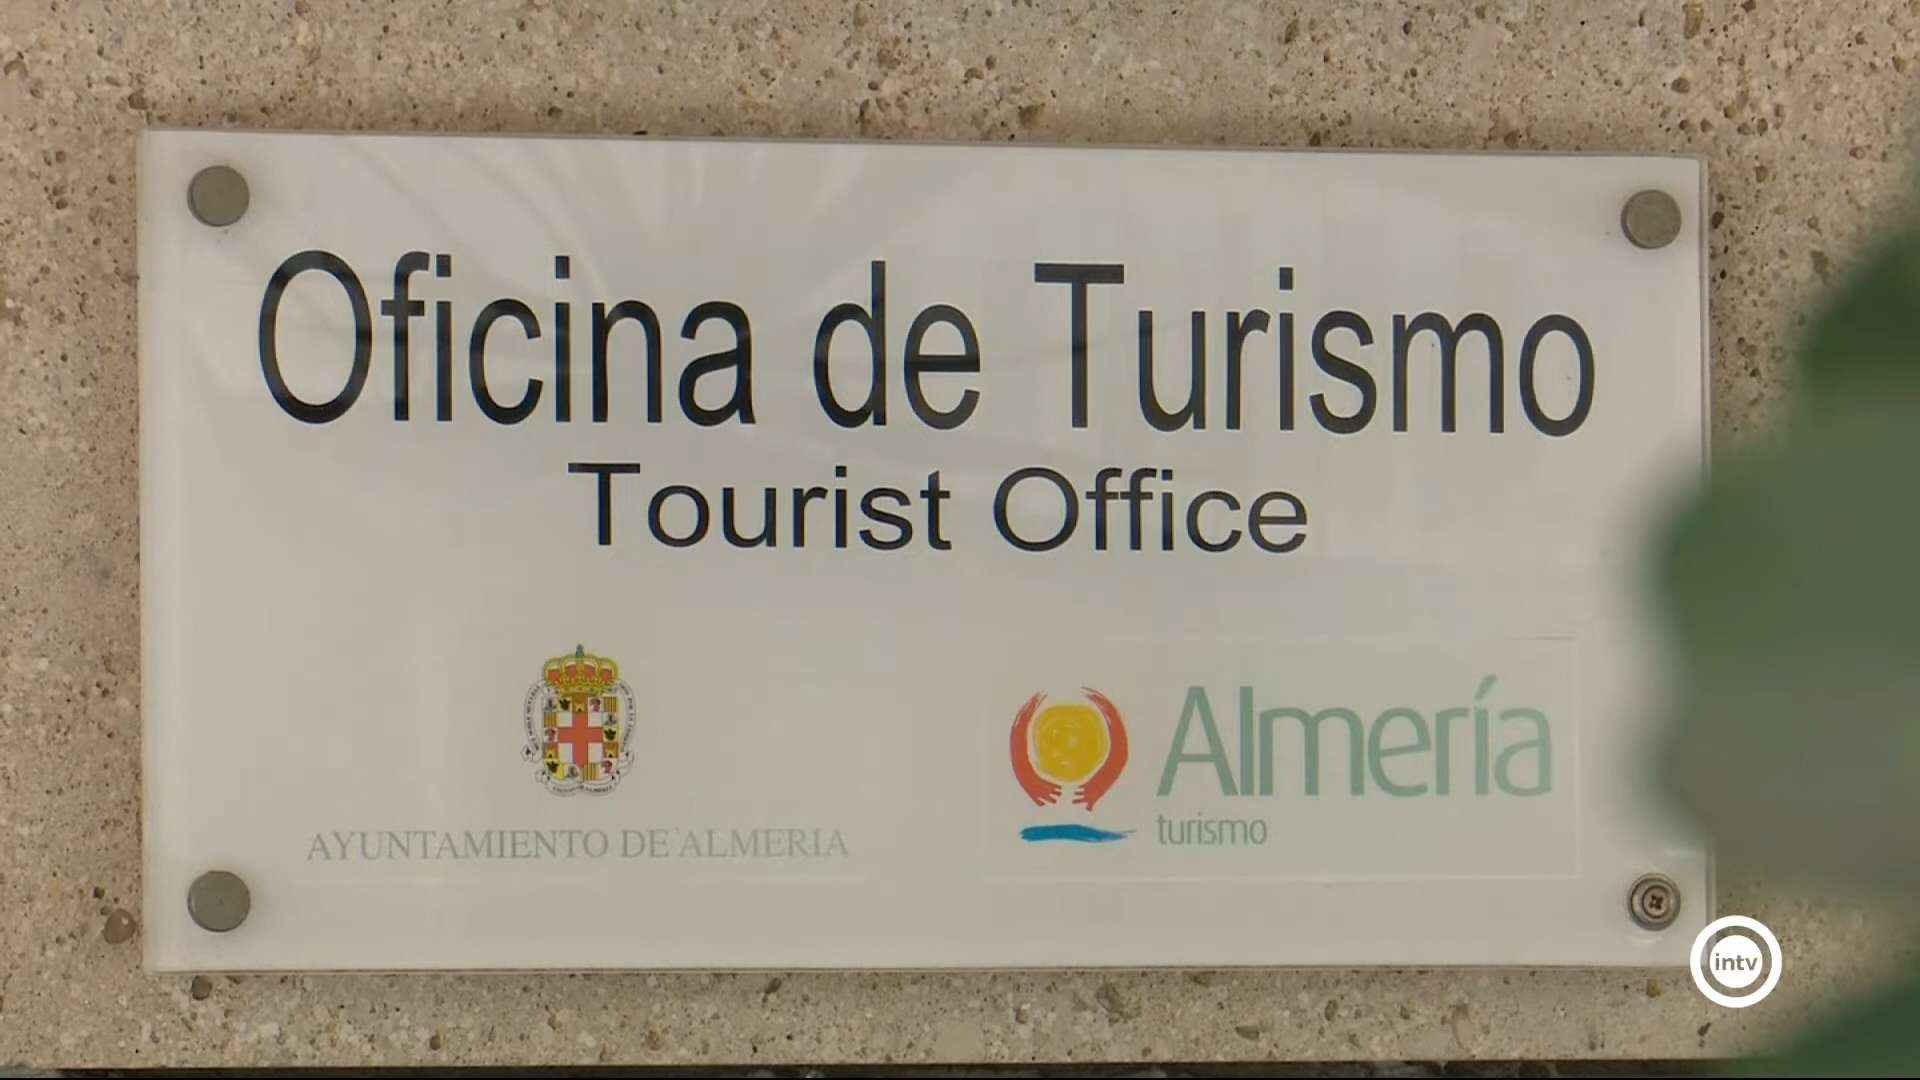 Oficina de Turismo
Tourist Office
AYUNTAMIENTO DE ALMERIA
Almería
turismo
intv